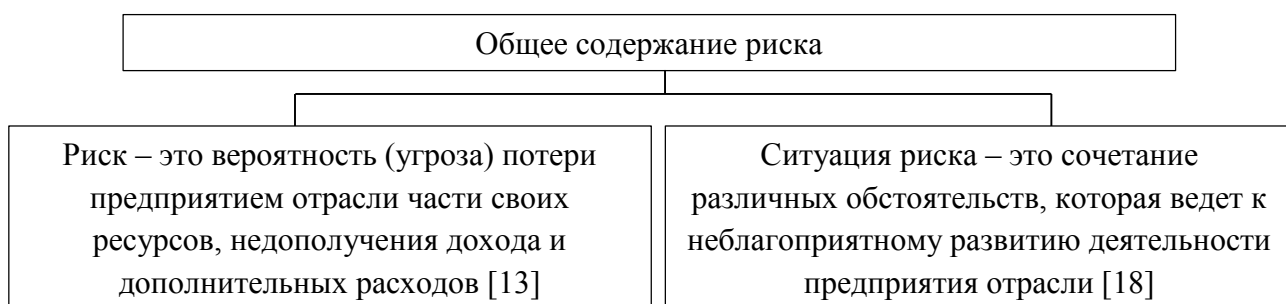 Общее содержание риска
Риск – это вероятность (угроза) потери
предприятием отрасли части своих
ресурсов, недополучения дохода и
дополнительных расходов [13]
Ситуация риска – это сочетание
различных обстоятельств, которая ведет к
неблагоприятному развитию деятельности
предприятия отрасли [18]